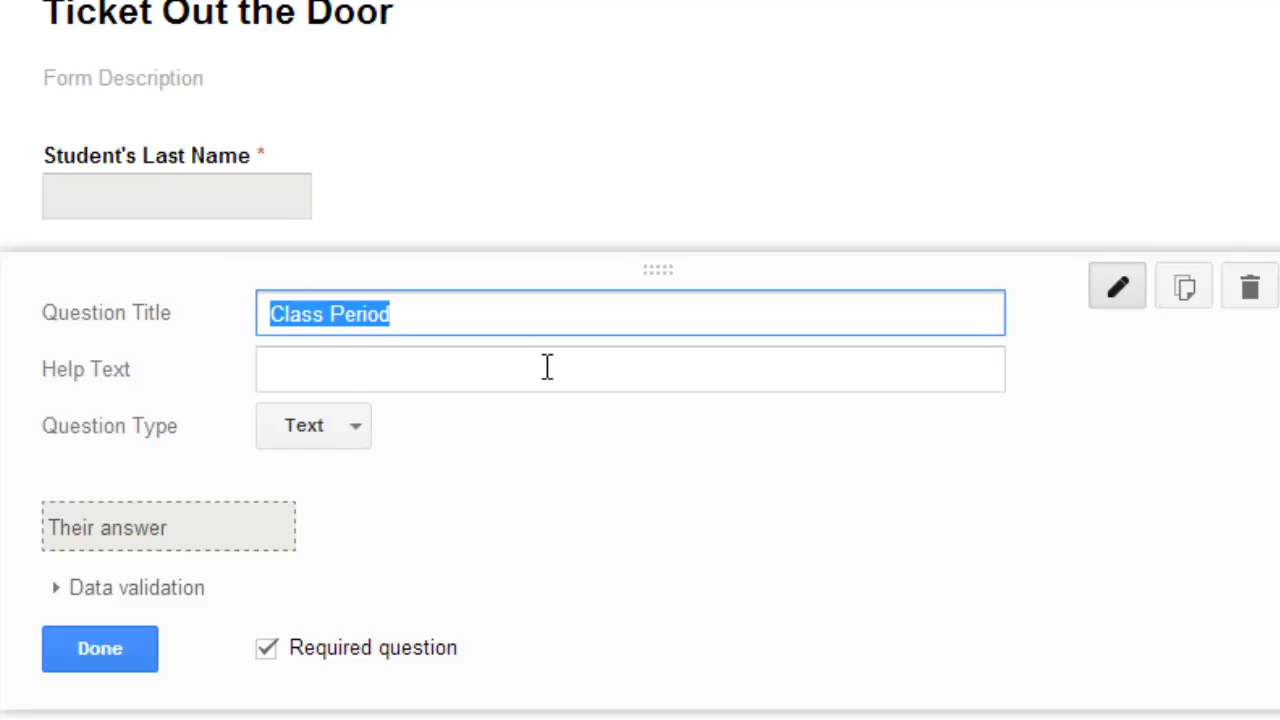 Ticket Out the Door
Form Description
Student's Last Name *
Question Title Class Period
Help Text
Question Type Text
Their answer
Data validation
Done Required question